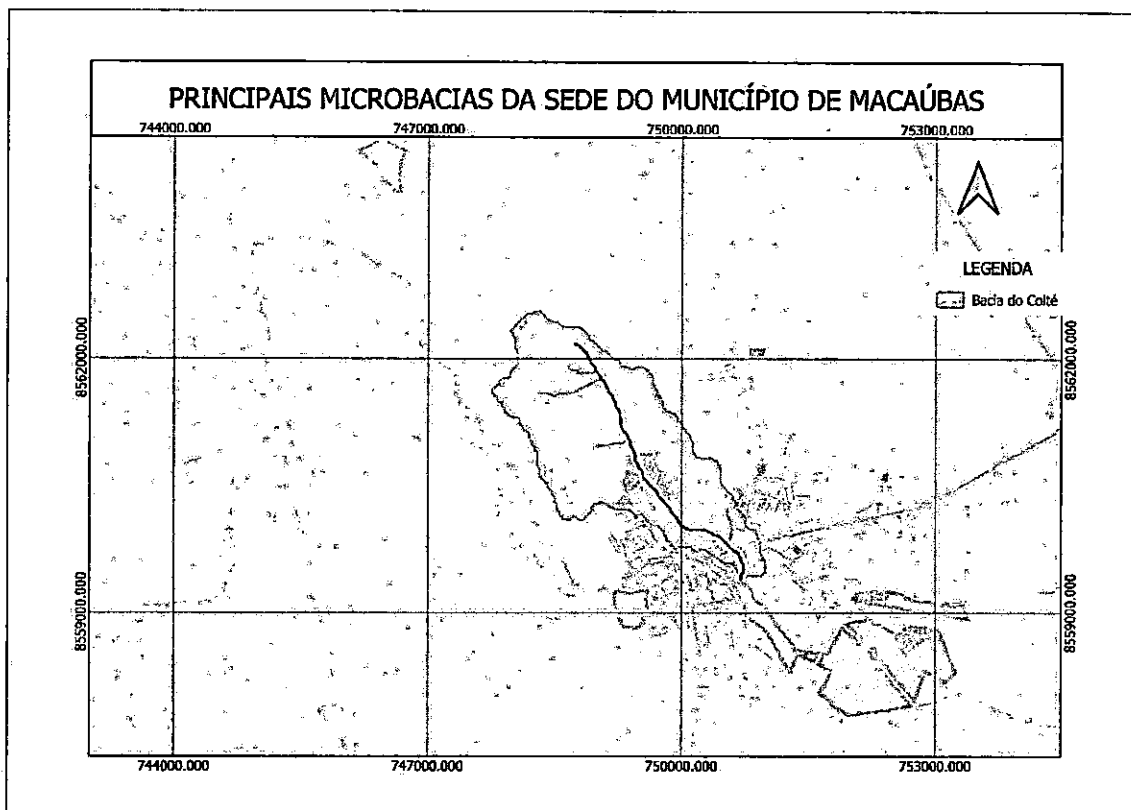 PRINCIPAIS MICROBACIAS DA SEDE DO MUNICÍPIO DE MACAÚBAS
744000.000 747000.000 750000.000 753000.000
LEGENDA
Bacia do Coité
8562000.000 8562000.000
8559000.000 8559000.000
744000.000 747000.000 750000.000 753000.000